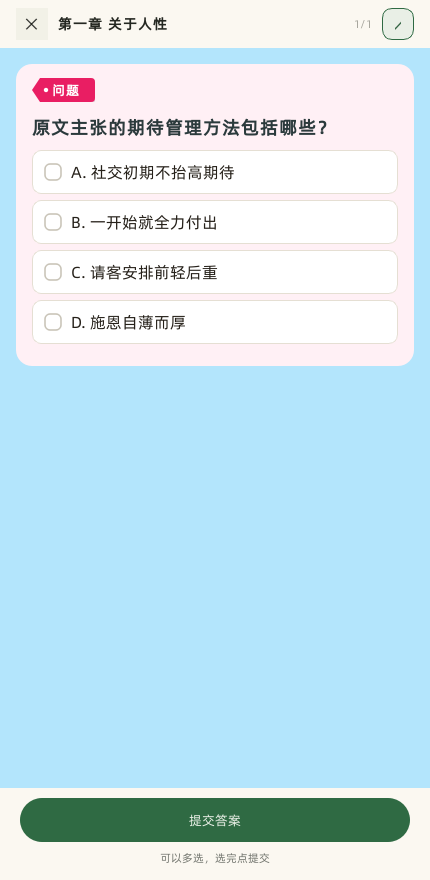 第一章 关于人性
1/1
问题
原文主张的期待管理方法包括哪些？
A. 社交初期不抬高期待
B. 一开始就全力付出
C. 请客安排前轻后重
D. 施恩自薄而厚
提交答案
可以多选，选完点提交